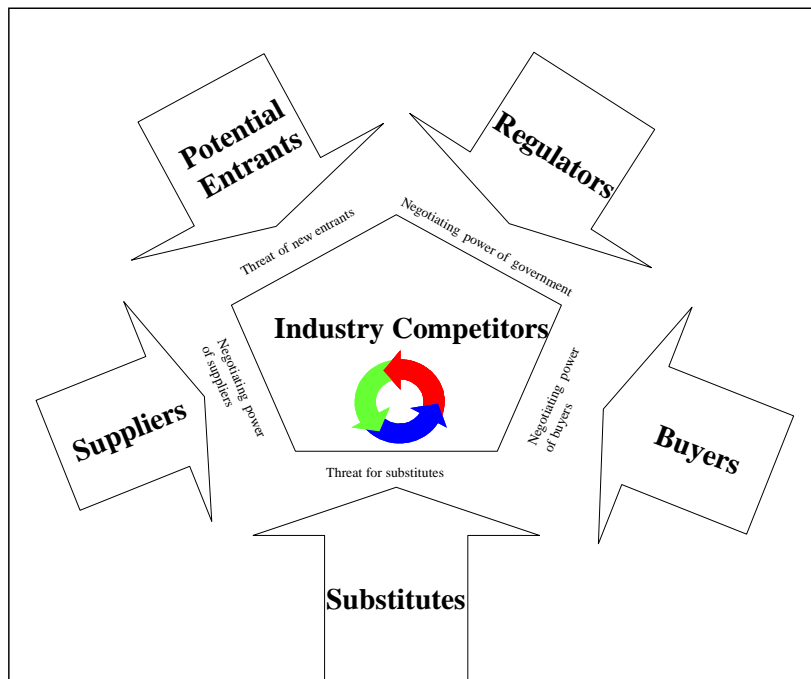 Potential
Entrants
Regulators
Threat of new entrants
Negotiating power of government
Industry Competitors
Negotiating power
of suppliers
Negotiating power
of buyers
Suppliers
Buyers
Threat for substitutes
Substitutes